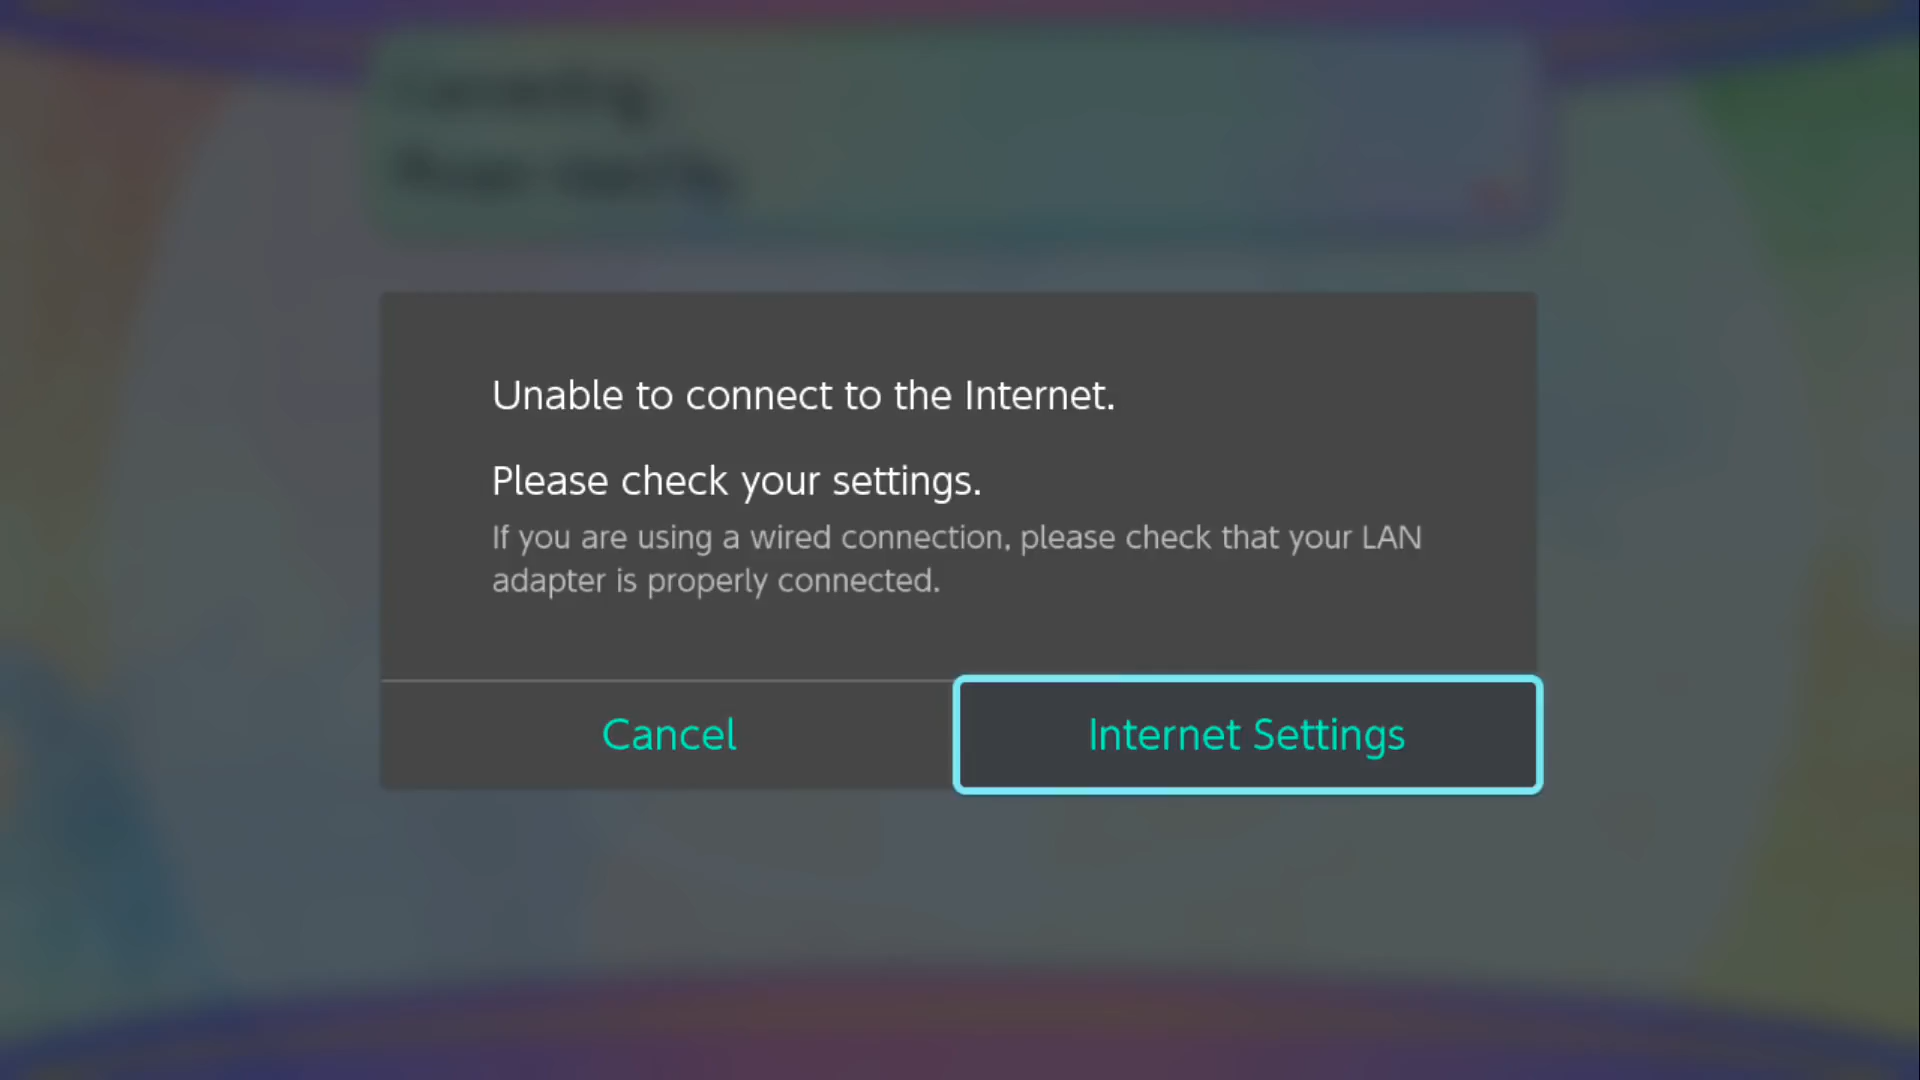 Unable to connect to the Internet.
Please check your settings.
If you are using a wired connection, please check that your LAN
adapter is properly connected.
Cancel
Internet Settings